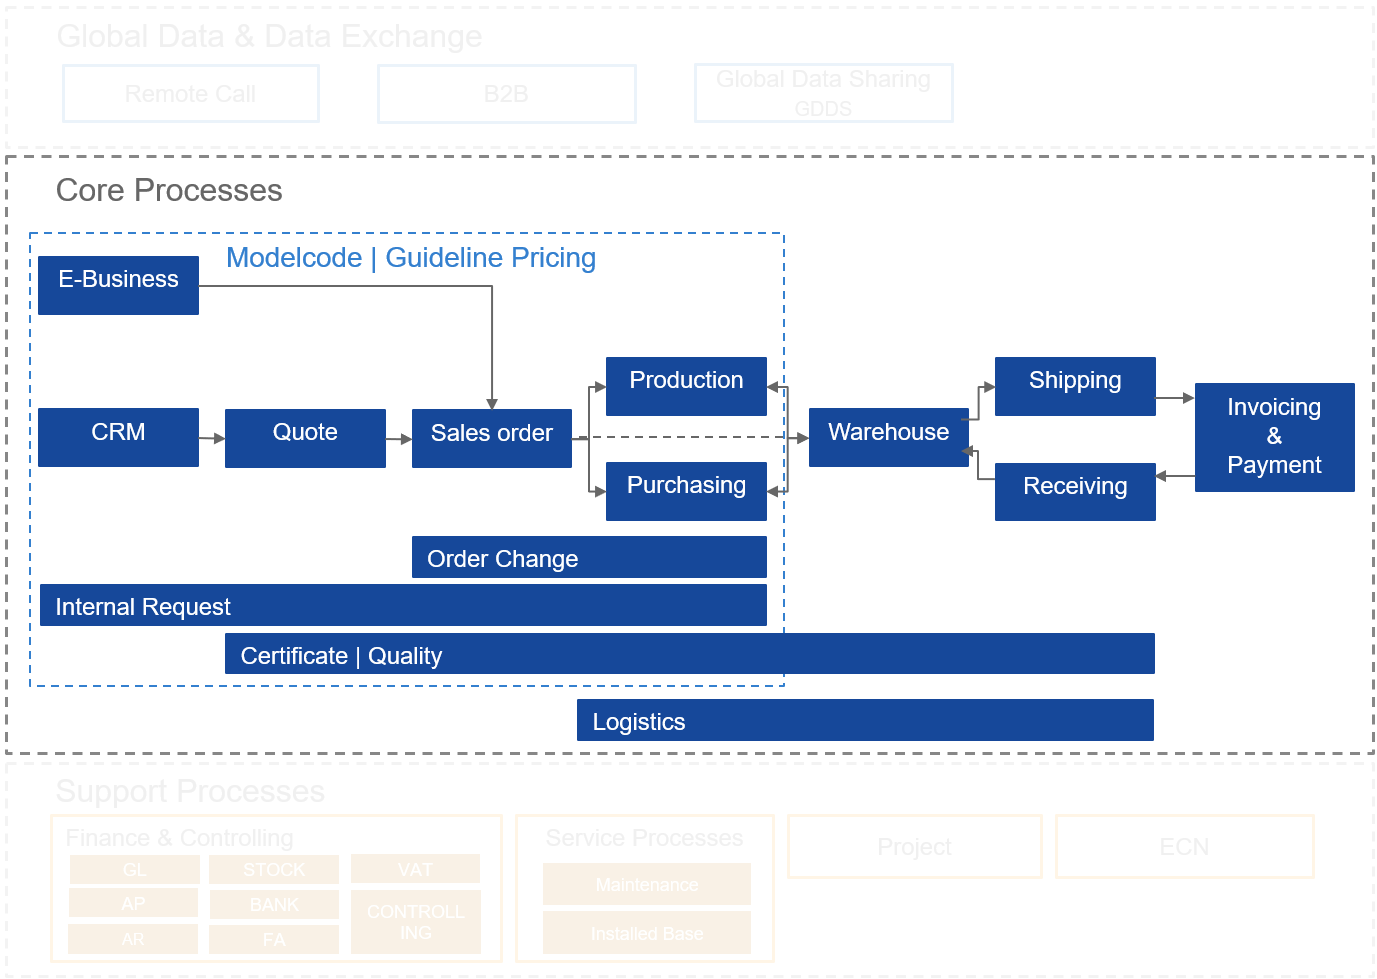 Global Data & Data Exchange
Remote Call
B2B
Global Data Sharing
GDDS
Core Processes
Modelcode | Guideline Pricing
E-Business
Production
Shipping
CRM
Quote
Sales order
Warehouse
Invoicing
&
Payment
Purchasing
Receiving
Order Change
Internal Request
Certificate | Quality
Logistics
Support Processes
Finance & Controlling
GL
STOCK
VAT
AP
BANK
CONTROLL
ING
AR
FA
Service Processes
Maintenance
Installed Base
Project
ECN